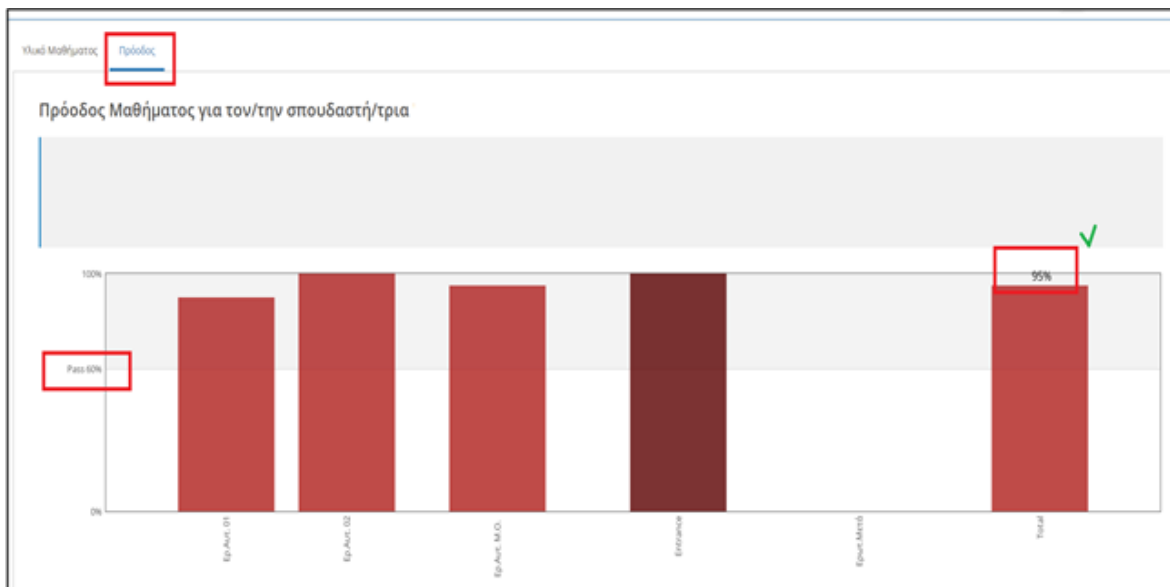 Υλικό Μαθήματος
Πρόοδος
Πρόοδος Μαθήματος για τον/την σπουδαστή/τρια
100%
95%
Pass 60%
0%
Ερ.Αυτ. 01
Ερ.Αυτ. 02
Ερ.Αυτ. Μ.Ο.
Entrance
Ερωτ.Μετά
Total